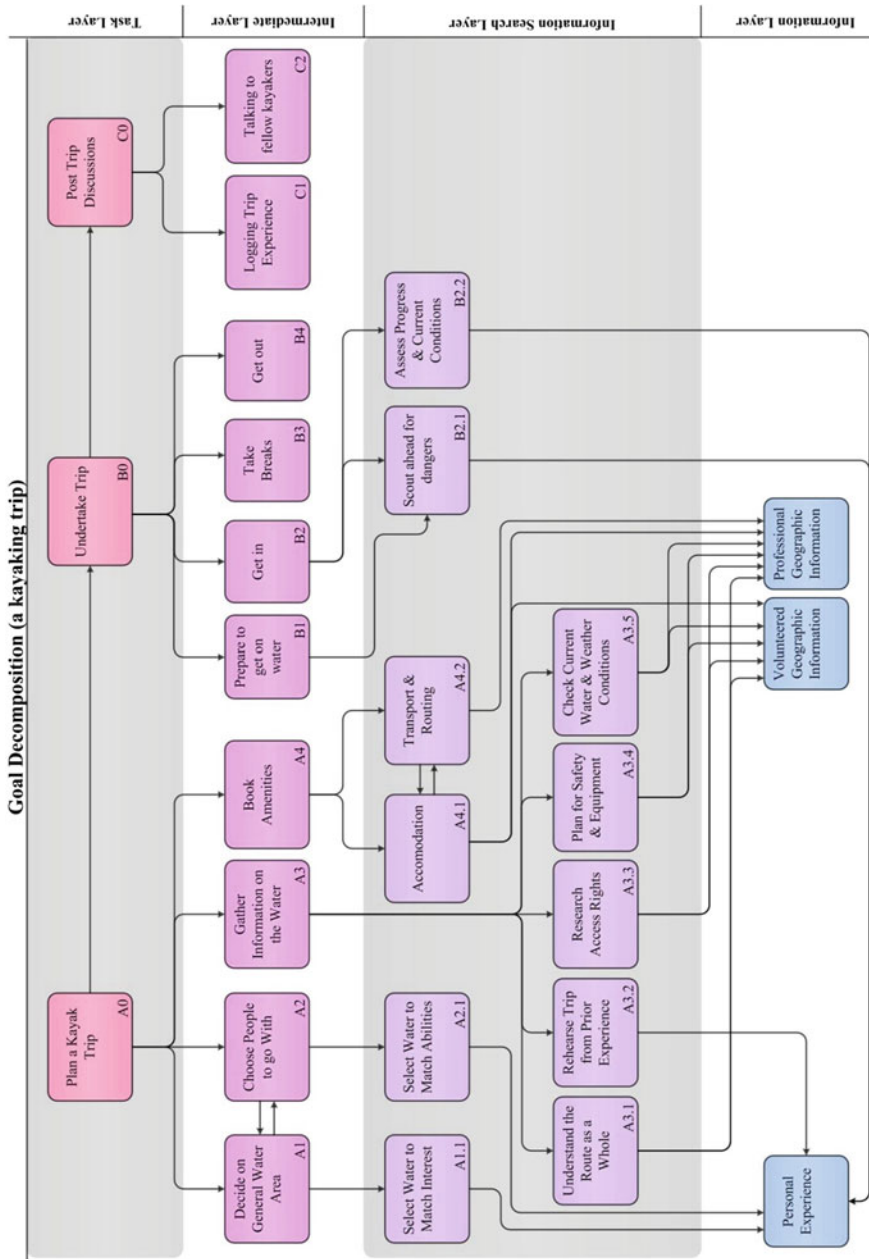 Goal Decomposition (a kayaking trip)
Task Layer
Plan a Kayak
Trip
A0
Undertake Trip
B0
Post Trip
Discussions
C0
Intermediate Layer
Decide on
General Water
Area
A1
Choose People
to go With
A2
Gather
Information on
the Water
A3
Book
Amenities
A4
Prepare to
get on
water
B1
Get in
B2
Take
Breaks
B3
Get out
B4
Logging Trip
Experience
C1
Talking to
fellow kayakers
C2
Information Search Layer
Select Water to
Match Interest
A1.1
Select Water to
Match Abilities
A2.1
Accomodation
A4.1
Transport &
Routing
A4.2
Scout ahead for
dangers
B2.1
Assess Progress
& Current
Conditions
B2.2
Understand the
Route as a
Whole
A3.1
Rehearse Trip
from Prior
Experience
A3.2
Research
Access Rights
A3.3
Plan for Safety
& Equipment
A3.4
Check Current
Water & Weather
Conditions
A3.5
Information Layer
Personal
Experience
Volunteered
Geographic
Information
Professional
Geographic
Information